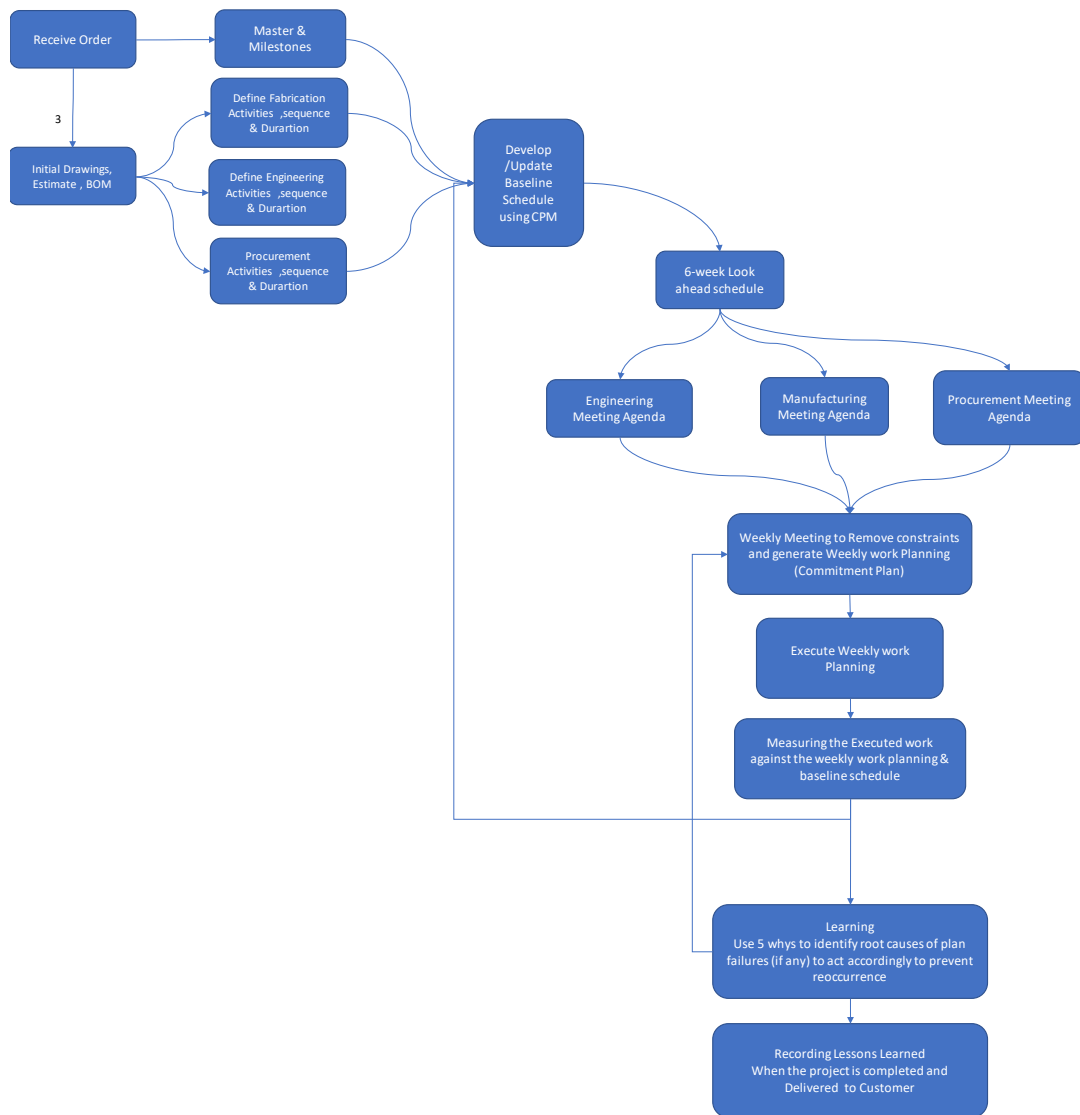 Receive Order
Master &
Milestones
3
Initial Drawings,
Estimate , BOM
Define Fabrication
Activities ,sequence
& Durartion
Define Engineering
Activities ,sequence
& Durartion
Procurement
Activities ,sequence
& Durartion
Develop
/Update
Baseline
Schedule
using CPM
6-week Look
ahead schedule
Engineering
Meeting Agenda
Manufacturing
Meeting Agenda
Procurement Meeting
Agenda
Weekly Meeting to Remove constraints
and generate Weekly work Planning
(Commitment Plan)
Execute Weekly work
Planning
Measuring the Executed work
against the weekly work planning &
baseline schedule
Learning
Use 5 whys to identify root causes of plan
failures (if any) to act accordingly to prevent
reoccurrence
Recording Lessons Learned
When the project is completed and
Delivered to Customer